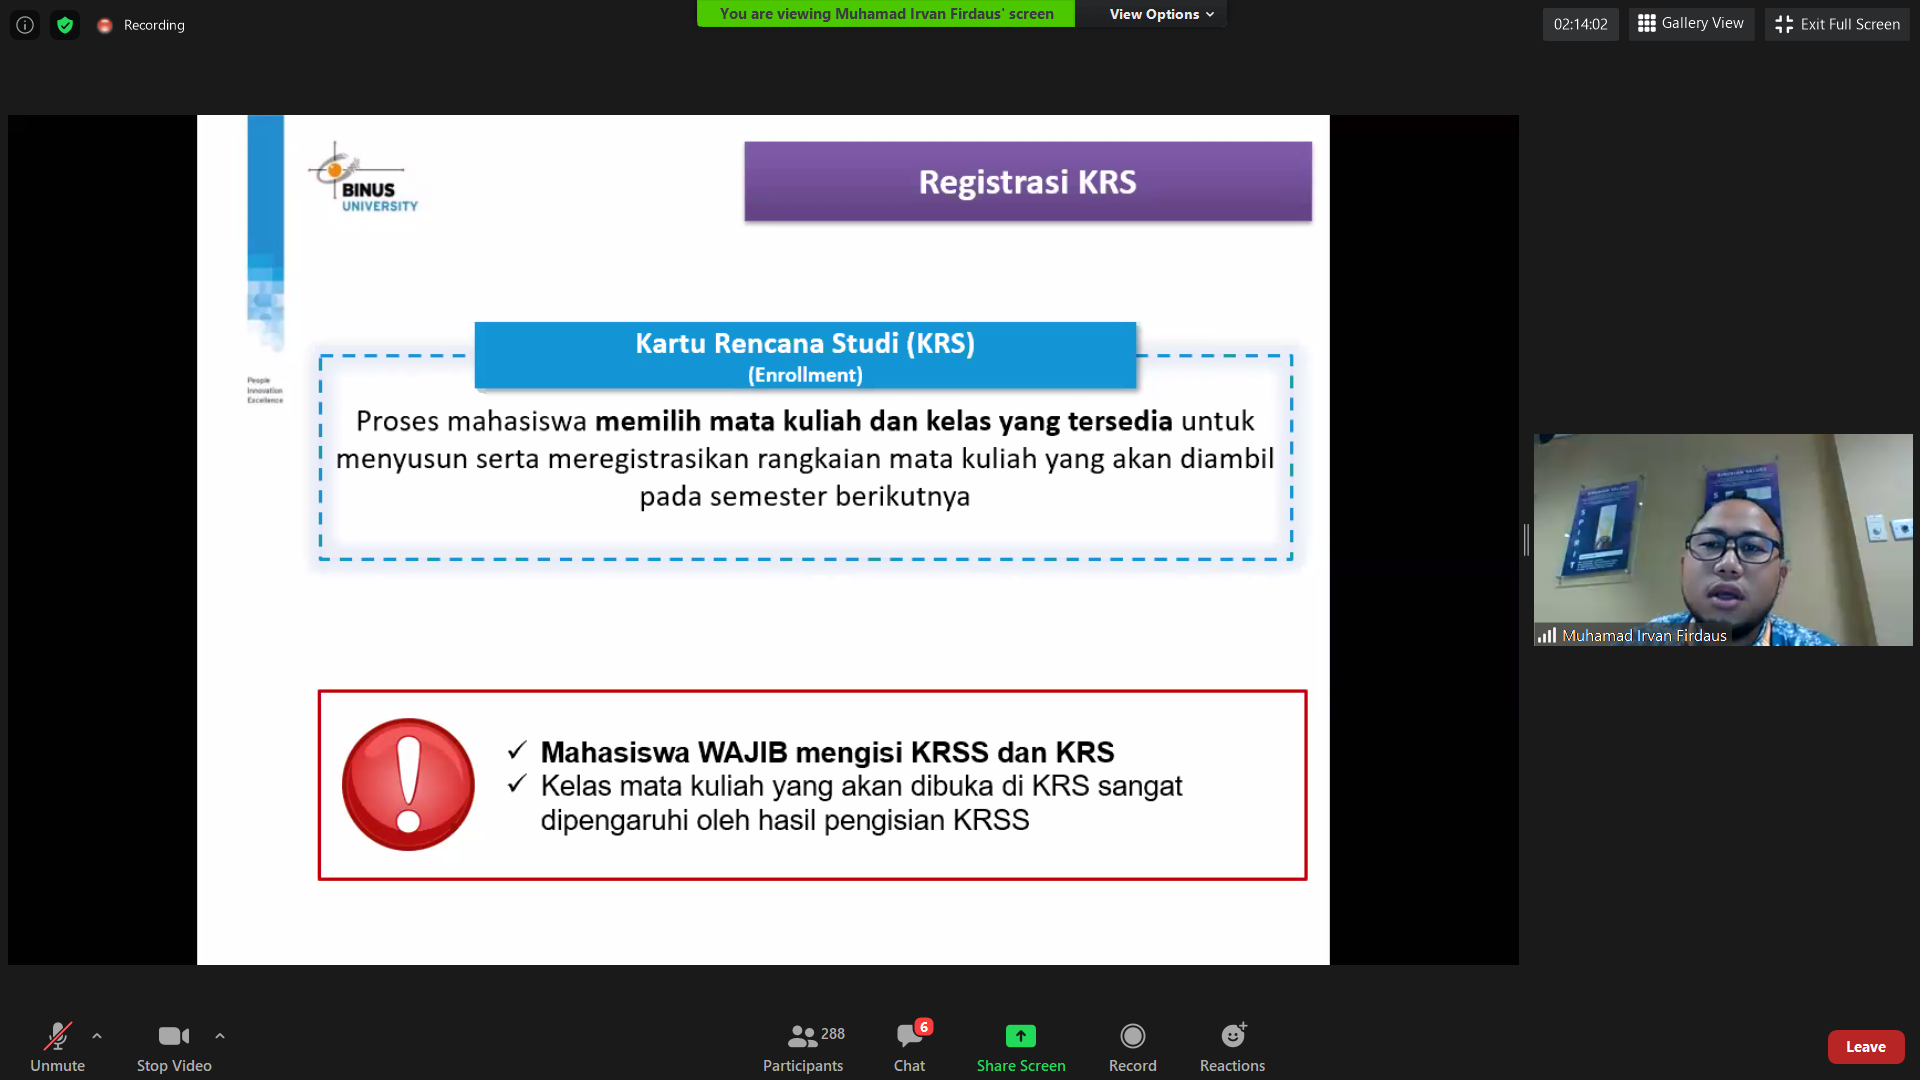 Recording
You are viewing Muhamad Irvan Firdaus' screen
View Options
02:14:02
Gallery View
Exit Full Screen
BINUS
UNIVERSITY
Registrasi KRS
People
Innovation
Excellence
Kartu Rencana Studi (KRS)
(Enrollment)
Proses mahasiswa memilih mata kuliah dan kelas yang tersedia untuk
menyusun serta meregistrasikan rangkaian mata kuliah yang akan diambil
pada semester berikutnya
✓ Mahasiswa WAJIB mengisi KRSS dan KRS
✓ Kelas mata kuliah yang akan dibuka di KRS sangat
dipengaruhi oleh hasil pengisian KRSS
Muhamad Irvan Firdaus
Unmute
Stop Video
288
Participants
6
Chat
Share Screen
Record
Reactions
Leave